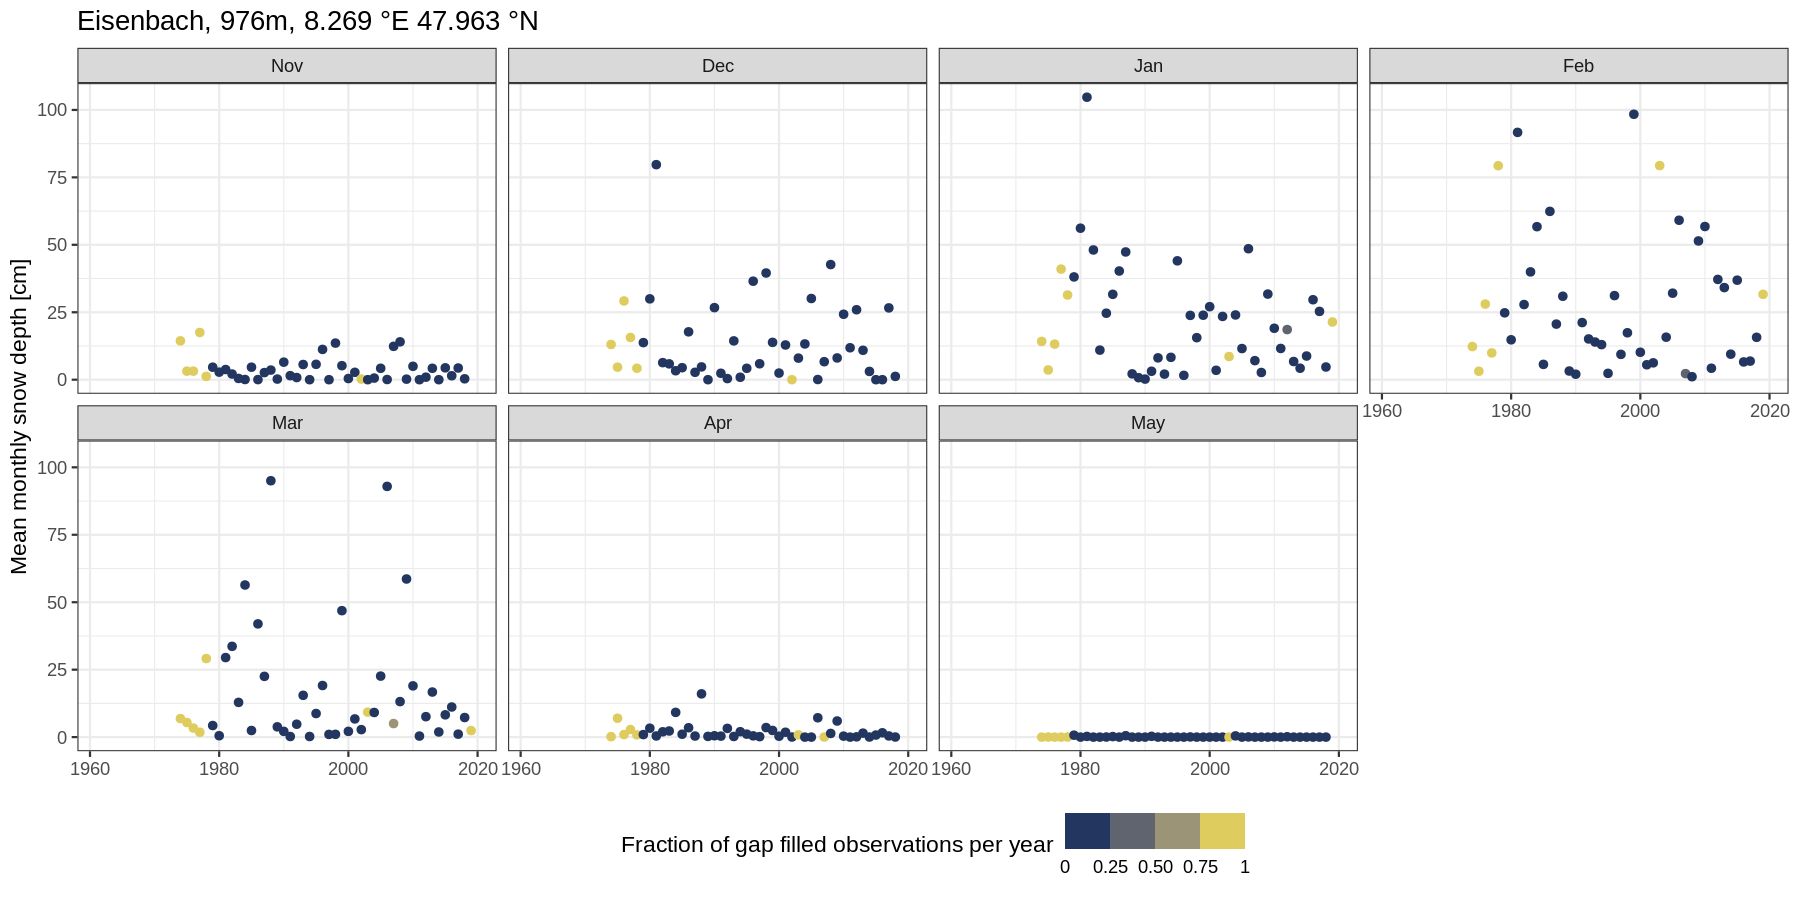 Eisenbach, 976m, 8.269 °E 47.963 °N
Nov Dec Jan Feb
100
75
50
25
0
1960 1980 2000 2020
Mean monthly snow depth [cm]
Mar Apr May
100
75
50
25
0
1960 1980 2000 2020 1960 1980 2000 2020 1960 1980 2000 2020
Fraction of gap filled observations per year
0 0.25 0.50 0.75 1